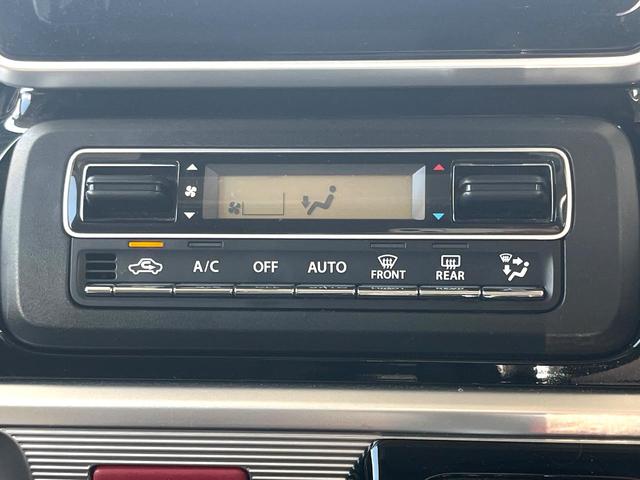 A/C OFF AUTO FRONT REAR